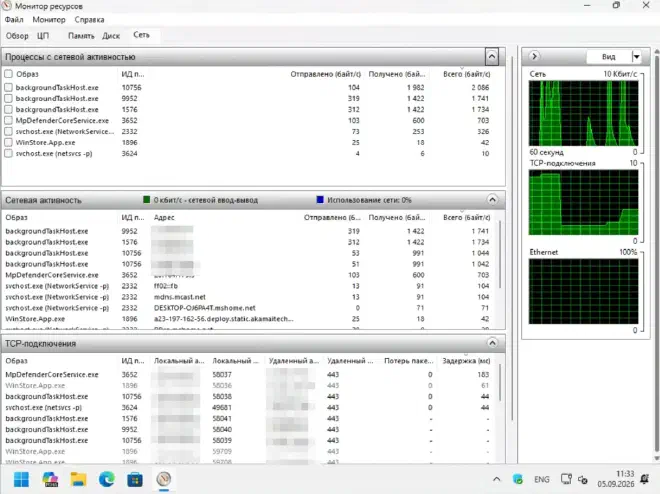 Монитор ресурсов
Файл Монитор Справка
Обзор ЦП Память Диск Сеть
Процессы с сетевой активностью
Образ ИД п... Отправлено (байт/с) Получено (байт/с) Всего (байт/с)
backgroundTaskHost.exe 10756 104 1 982 2 086
backgroundTaskHost.exe 9952 319 1 422 1 741
backgroundTaskHost.exe 1576 312 1 422 1 734
MpDefenderCoreService.exe 3652 103 600 703
svchost.exe (NetworkService... 2332 73 253 326
WinStore.App.exe 1896 25 18 42
svchost.exe (netsvcs -p) 3624 4 6 10
Сетевая активность 0 кбит/с - сетевой ввод-вывод Использование сети: 0%
Образ ИД п... Адрес Отправлено (б... Получено (байт... Всего (байт/с)
backgroundTaskHost.exe 9952 319 1 422 1 741
backgroundTaskHost.exe 1576 312 1 422 1 734
backgroundTaskHost.exe 10756 53 991 1 044
backgroundTaskHost.exe 10756 51 991 1 042
MpDefenderCoreService.exe 3652 103 600 703
svchost.exe (NetworkService -p) 2332 ff02::fb 13 91 104
svchost.exe (NetworkService -p) 2332 mdns.mcast.net 13 91 104
svchost.exe (NetworkService -p) 2332 DESKTOP-OJ6PA4T.mshome.net 0 71 71
WinStore.App.exe 1896 a23-197-162-56.deploy.static.akamaitech... 25 18 42
TCP-подключения
Образ ИД п... Локальный а... Локальный ... Удаленный а... Удаленный ... Потерь паке... Задержка (мс)
MpDefenderCoreService.exe 3652 58037 443 0 183
WinStore.App.exe 1896 58036 443 0 61
backgroundTaskHost.exe 10756 58038 443 0 44
svchost.exe (netsvcs -p) 3624 49681 443 0 44
backgroundTaskHost.exe 1576 58041 443 - -
backgroundTaskHost.exe 9952 58040 443 - -
backgroundTaskHost.exe 10756 58039 443 - -
WinStore.App.exe 1896 59789 443 - -
Вид
Сеть 10 Кбит/с
60 секунд 0
TCP-подключения 10
0
Ethernet 100%
0
ENG
11:33
05.09.2026